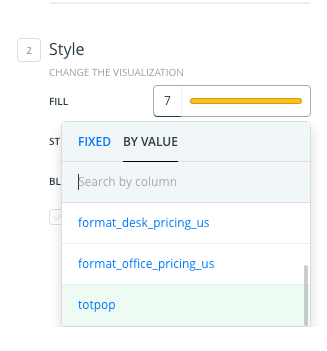 2 Style
CHANGE THE VISUALIZATION
FILL 7
ST
FIXED BY VALUE
Search by column
BL
format_desk_pricing_us
format_office_pricing_us
totpop